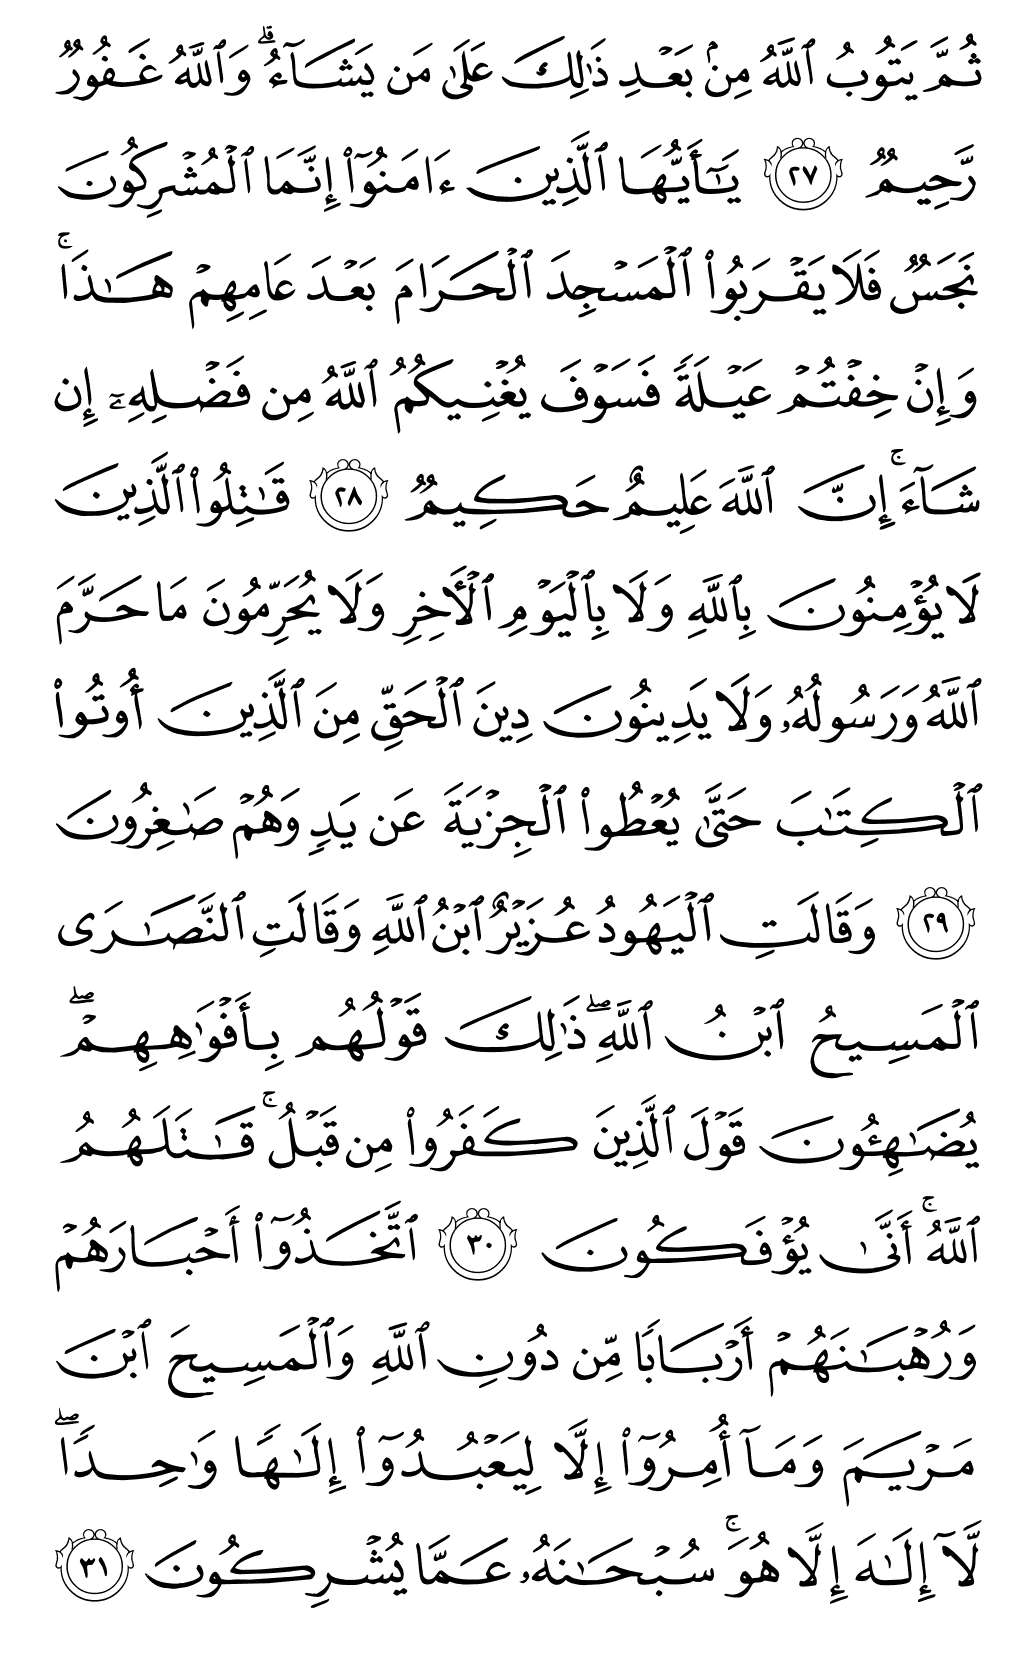 ثُمَّ يَتُوبُ ٱللَّهُ مِنۢ بَعۡدِ ذَٰلِكَ عَلَىٰ مَن يَشَآءُۗ وَٱللَّهُ غَفُورٞ
رَّحِيمٞ ٢٧ يَٰٓأَيُّهَا ٱلَّذِينَ ءَامَنُوٓاْ إِنَّمَا ٱلۡمُشۡرِكُونَ
نَجَسٞ فَلَا يَقۡرَبُواْ ٱلۡمَسۡجِدَ ٱلۡحَرَامَ بَعۡدَ عَامِهِمۡ هَٰذَاۚ
وَإِنۡ خِفۡتُمۡ عَيۡلَةٗ فَسَوۡفَ يُغۡنِيكُمُ ٱللَّهُ مِن فَضۡلِهِۦٓ إِن
شَآءَۚ إِنَّ ٱللَّهَ عَلِيمٌ حَكِيمٞ ٢٨ قَٰتِلُواْ ٱلَّذِينَ
لَا يُؤۡمِنُونَ بِٱللَّهِ وَلَا بِٱلۡيَوۡمِ ٱلۡأٓخِرِ وَلَا يُحَرِّمُونَ مَا حَرَّمَ
ٱللَّهُ وَرَسُولُهُۥ وَلَا يَدِينُونَ دِينَ ٱلۡحَقِّ مِنَ ٱلَّذِينَ أُوتُواْ
ٱلۡكِتَٰبَ حَتَّىٰ يُعۡطُواْ ٱلۡجِزۡيَةَ عَن يَدٖ وَهُمۡ صَٰغِرُونَ
٢٩ وَقَالَتِ ٱلۡيَهُودُ عُزَيۡرٌ ٱبۡنُ ٱللَّهِ وَقَالَتِ ٱلنَّصَٰرَى
ٱلۡمَسِيحُ ٱبۡنُ ٱللَّهِۖ ذَٰلِكَ قَوۡلُهُم بِأَفۡوَٰهِهِمۡۖ
يُضَٰهِـُٔونَ قَوۡلَ ٱلَّذِينَ كَفَرُواْ مِن قَبۡلُۚ قَٰتَلَهُمُ
ٱللَّهُۖ أَنَّىٰ يُؤۡفَكُونَ ٣٠ ٱتَّخَذُوٓاْ أَحۡبَارَهُمۡ
وَرُهۡبَٰنَهُمۡ أَرۡبَابٗا مِّن دُونِ ٱللَّهِ وَٱلۡمَسِيحَ ٱبۡنَ
مَرۡيَمَ وَمَآ أُمِرُوٓاْ إِلَّا لِيَعۡبُدُوٓاْ إِلَٰهٗا وَٰحِدٗاۖ
لَّآ إِلَٰهَ إِلَّا هُوَۚ سُبۡحَٰنَهُۥ عَمَّا يُشۡرِكُونَ ٣١